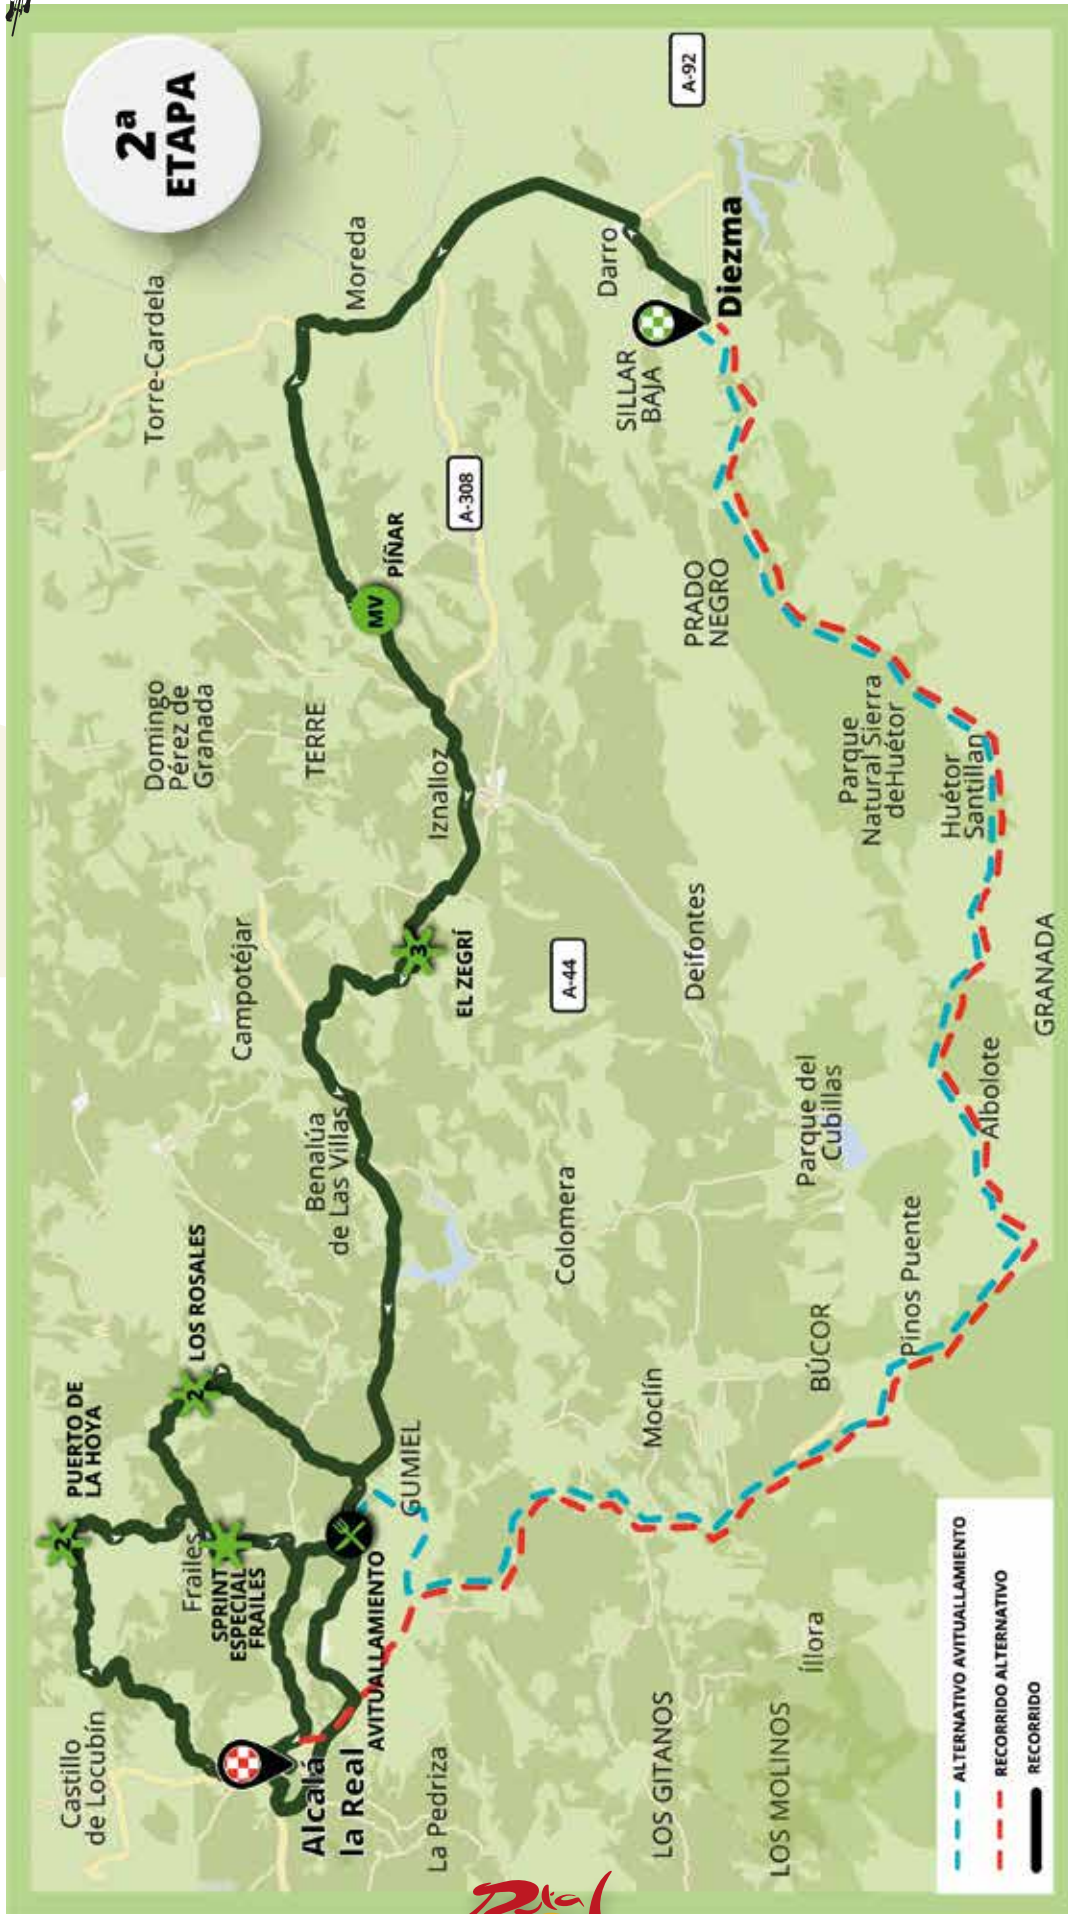 2ª
ETAPA
Castillo
de Locubín
PUERTO DE
LA HOYA
2
LOS ROSALES
2
Campotéjar
Domingo
Pérez de
Granada
Torre-Cardela
Frailes
SPRINT
ESPECIAL
FRAILES
Benalúa
de Las Villas
TERRE
Moreda
Alcalá
la Real
AVITUALLAMIENTO
GUMIEL
3
EL ZEGRÍ
Iznalloz
MV
PÍÑAR
A-308
La Pedriza
Colomera
A-44
Darro
SILLAR
BAJA
A-92
Diezma
LOS GITANOS
Moclín
Deifontes
PRADO
NEGRO
LOS MOLINOS
Íllora
BÚCOR
Parque del
Cubillas
Parque
Natural Sierra
deHuétor
Pinos Puente
Albolote
Huétor
Santillan
GRANADA
ALTERNATIVO AVITUALLAMIENTO
RECORRIDO ALTERNATIVO
RECORRIDO